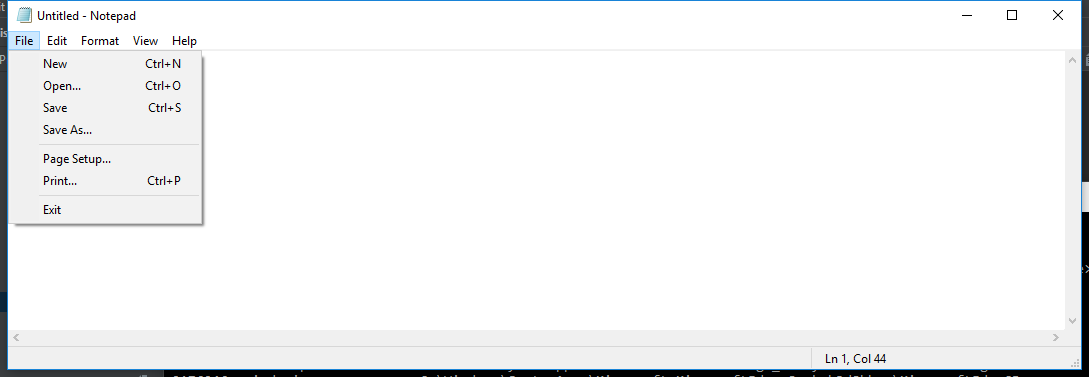 Untitled - Notepad
File Edit Format View Help
New Ctrl+N
Open... Ctrl+O
Save Ctrl+S
Save As...
Page Setup...
Print... Ctrl+P
Exit
Ln 1, Col 44